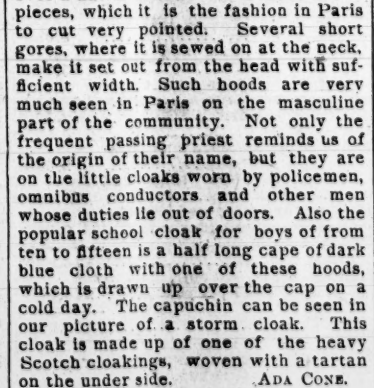 pieces, which it is the fashion in Paris
to cut very pointed. Several short
gores, where it is sewed on at the neck,
make it set out from the head with suf-
ficient width. Such hoods are very
much seen in Paris on the masculine
part of the community. Not only the
frequent passing priest reminds us of
the origin of their name, but they are
on the little cloaks worn by policemen,
omnibus conductors and other men
whose duties lie out of doors. Also the
popular school cloak for boys of from
ten to fifteen is a half long cape of dark
blue cloth with one of these hoods,
which is drawn up over the cap on a
cold day. The capuchin can be seen in
our picture of a storm cloak. This
cloak is made up of one of the heavy
Scotch cloakings, woven with a tartan
on the under side. ADA CONE.